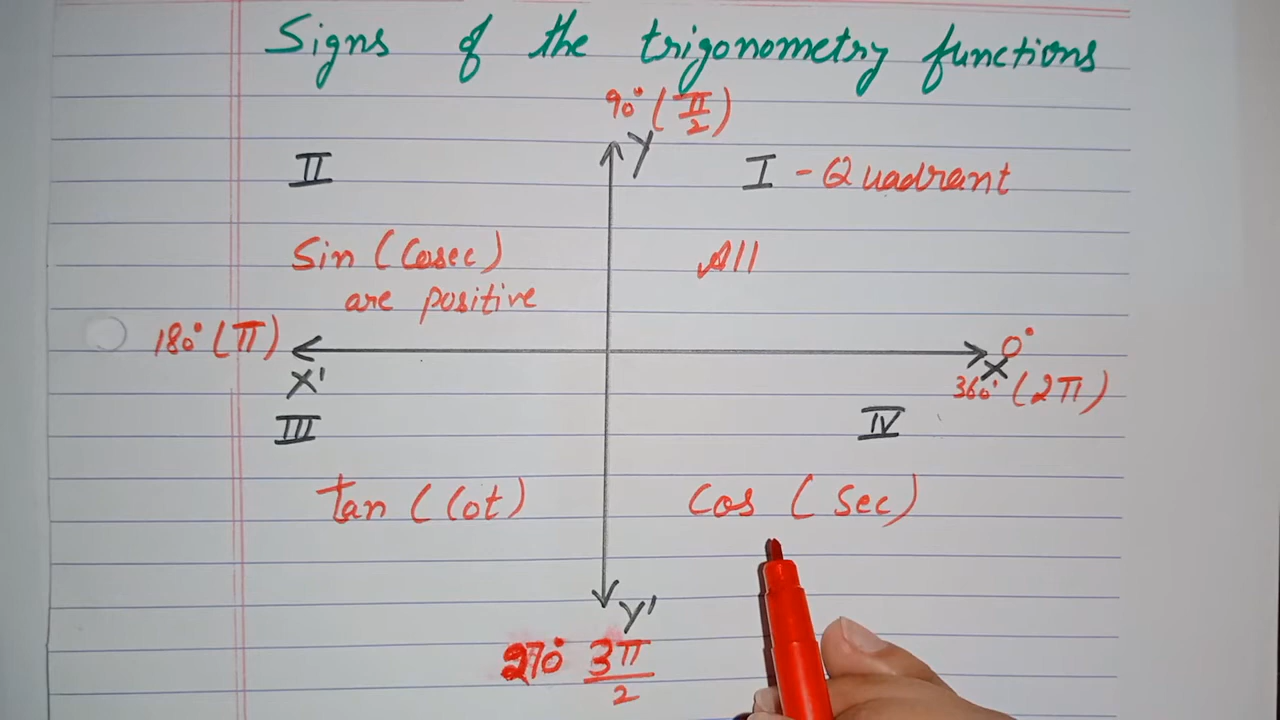 Signs of the trigonometry functions
90° (π/2)
Y
II
I - Quadrant
Sin (Cosec)
are positive
All
180° (π)
0°
X'
X
360° (2π)
III
IV
tan (Cot)
Cos (Sec)
Y'
270° 3π/2